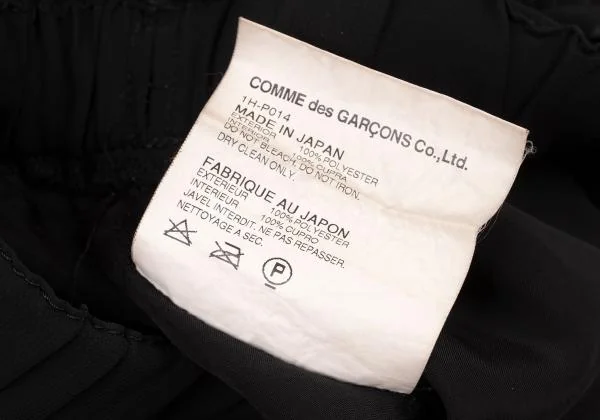 COMME des GARÇONS Co.,Ltd.
1H-P014
MADE IN JAPAN
EXTERIOR 100% POLYESTER
INTERIOR 100% CUPRA
DO NOT BLEACH, DO NOT IRON.
DRY CLEAN ONLY.
FABRIQUE AU JAPON
EXTERIEUR 100% POLYESTER
INTERIEUR 100% CUPRO
JAVEL INTERDIT. NE PAS REPASSER.
NETTOYAGE A SEC.
P